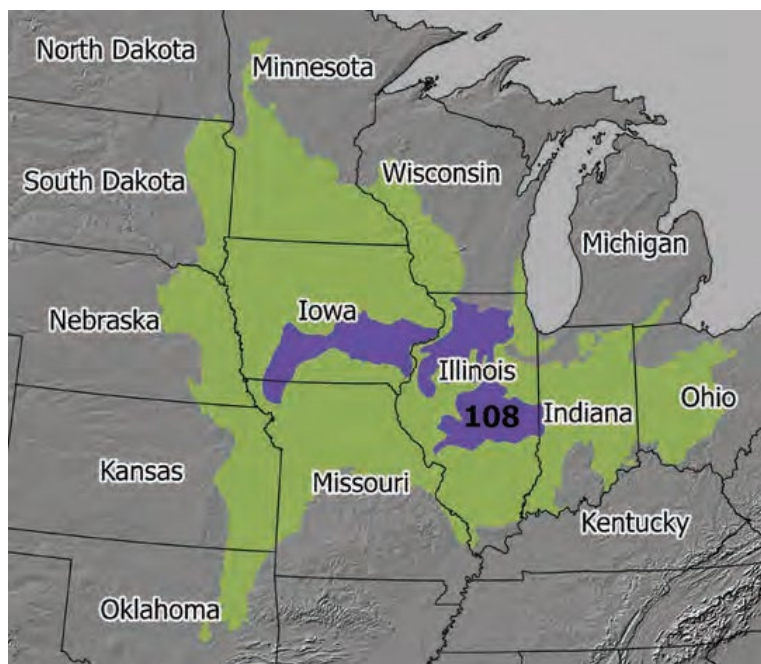 North Dakota
Minnesota
South Dakota
Wisconsin
Michigan
Nebraska
Iowa
Illinois
108
Indiana
Ohio
Kansas
Missouri
Kentucky
Oklahoma